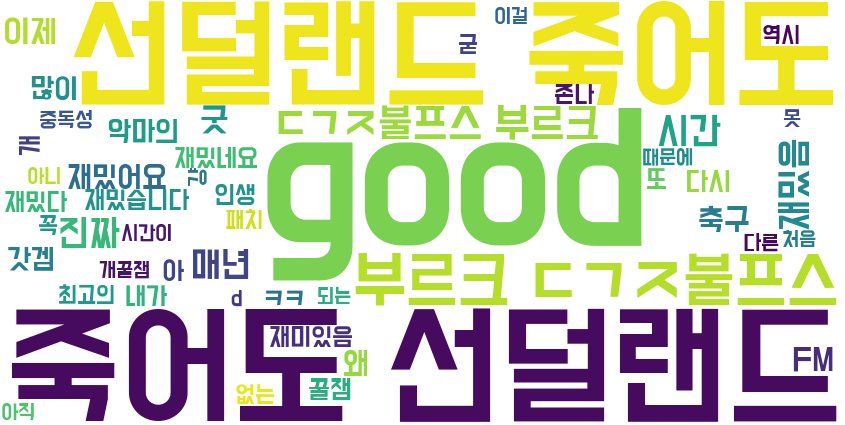 이걸
이제 선덜랜드 죽어도 굳 역시
많이 존나
중독성 악마의 굿 ㄷㄱㅈ불프스 부르크 시간 못
개 재밌네요 good 때문에 재밌음
아니 재밌어요 ㅎㅇ 또 다시
재밌다 재밌습니다 인생
꼭 진짜 시간이 패치 축구 처음
갓겜 다른
개꿀잼 아 매년 부르크 ㄷㄱㅈ불프스
최고의 내가 d ㅋㅋ 되는
죽어도 선덜랜드
재미있음
왜 FM
없는 꿀잼
아직